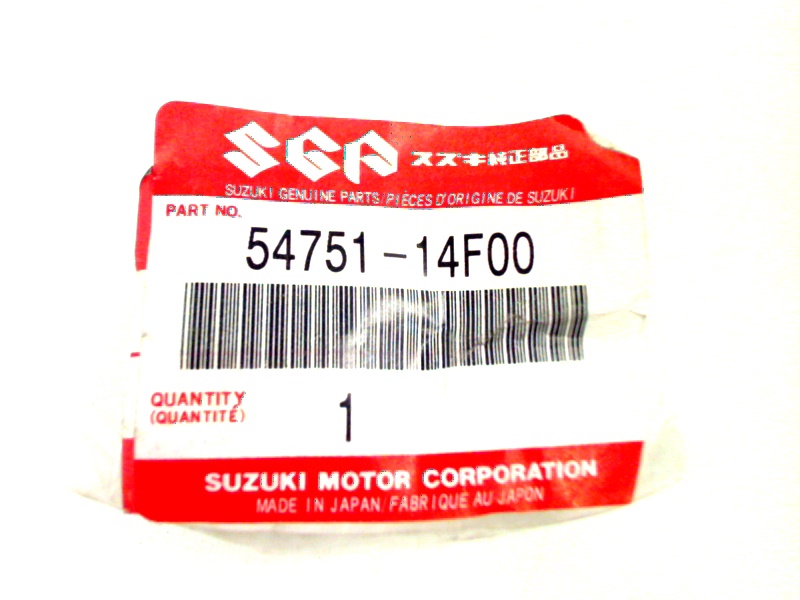 SGP スズキ純正部品
SUZUKI GENUINE PARTS/PIÈCES D'ORIGINE DE SUZUKI
PART NO.
54751-14F00
QUANTITY
(QUANTITÉ)
1
SUZUKI MOTOR CORPORATION
MADE IN JAPAN/FABRIQUÉ AU JAPON